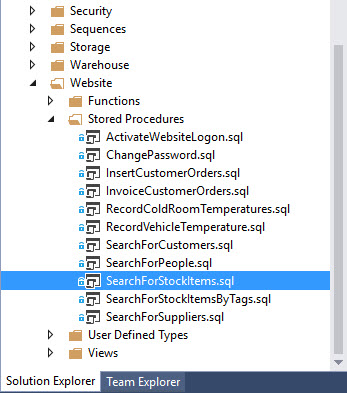 Security
Sequences
Storage
Warehouse
Website
Functions
Stored Procedures
ActivateWebsiteLogon.sql
ChangePassword.sql
InsertCustomerOrders.sql
InvoiceCustomerOrders.sql
RecordColdRoomTemperatures.sql
RecordVehicleTemperature.sql
SearchForCustomers.sql
SearchForPeople.sql
SearchForStockItems.sql
SearchForStockItemsByTags.sql
SearchForSuppliers.sql
User Defined Types
Views
Solution Explorer Team Explorer